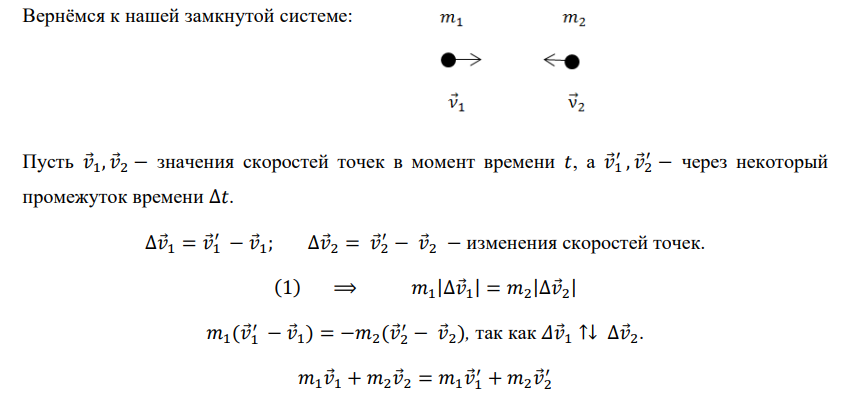 Вернёмся к нашей замкнутой системе: m₁ m₂
v⃗₁ v⃗₂
Пусть v⃗₁, v⃗₂ − значения скоростей точек в момент времени t, а v⃗₁′, v⃗₂′ − через некоторый
промежуток времени Δt.
Δv⃗₁ = v⃗₁′ − v⃗₁; Δv⃗₂ = v⃗₂′ − v⃗₂ − изменения скоростей точек.
(1) ⟹ m₁|Δv⃗₁| = m₂|Δv⃗₂|
m₁(v⃗₁′ − v⃗₁) = −m₂(v⃗₂′ − v⃗₂), так как Δv⃗₁ ↑↓ Δv⃗₂.
m₁v⃗₁ + m₂v⃗₂ = m₁v⃗₁′ + m₂v⃗₂′